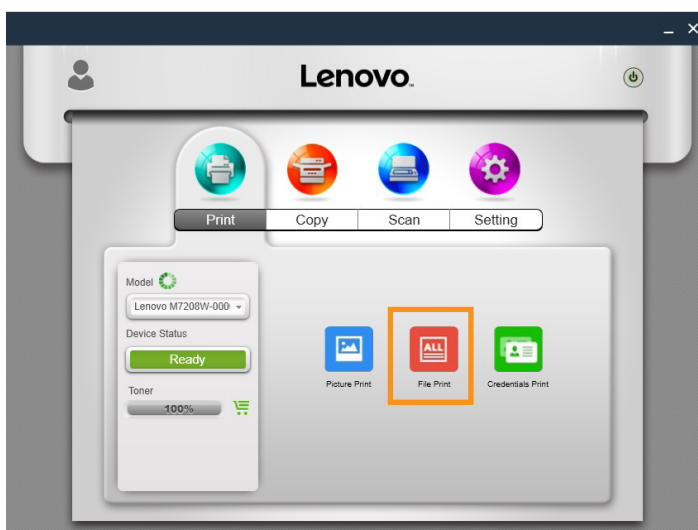 Lenovo™
Print Copy Scan Setting
Model
Lenovo M7208W-000
Device Status
Ready
Toner
100%
ALL
Picture Print File Print Credentials Print